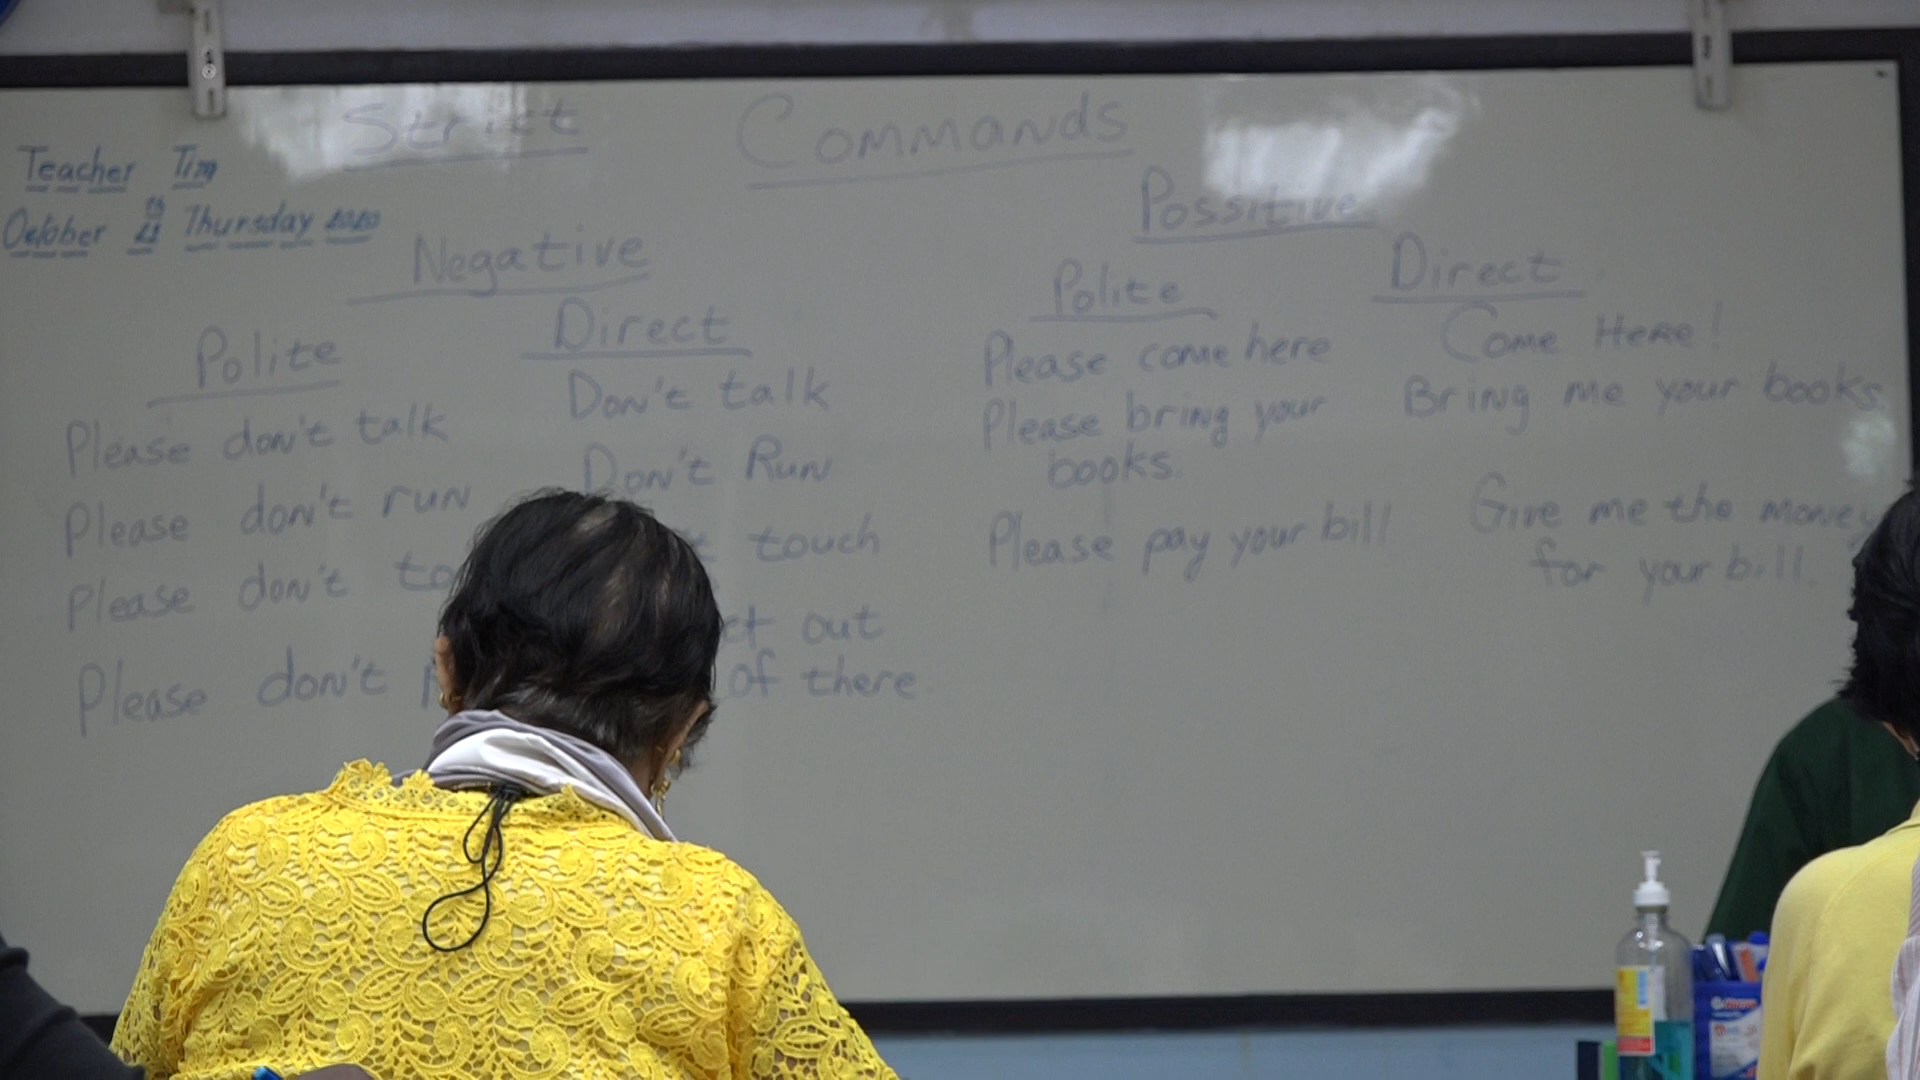 Strict Commands
Teacher Tim
October th Thursday 2020
Negative
Polite
Please don't talk
Please don't run
Please don't
Please don't
Direct
Don't talk
Don't Run
touch
out
of there
Possitive
Polite
Please come here
Please bring your
books.
Please pay your bill
Direct
Come Here!
Bring me your books
Give me the money
for your bill.